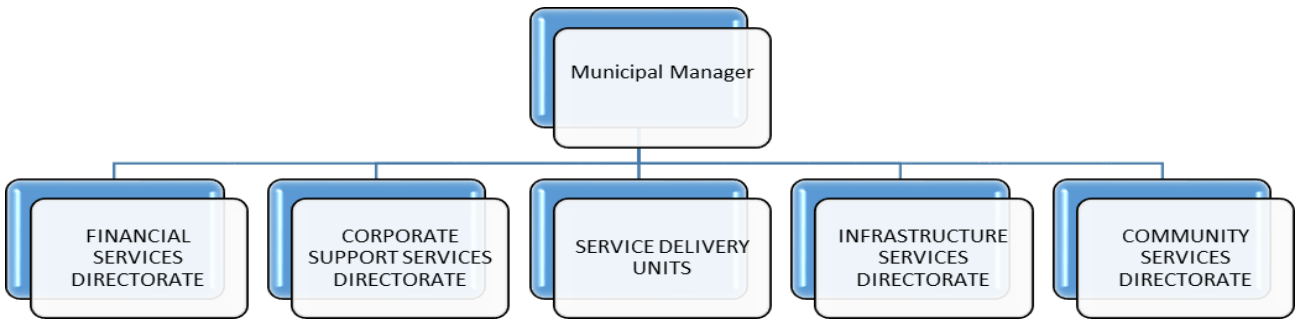 Municipal Manager
FINANCIAL
SERVICES
DIRECTORATE
CORPORATE
SUPPORT SERVICES
DIRECTORATE
SERVICE DELIVERY
UNITS
INFRASTRUCTURE
SERVICES
DIRECTORATE
COMMUNITY
SERVICES
DIRECTORATE